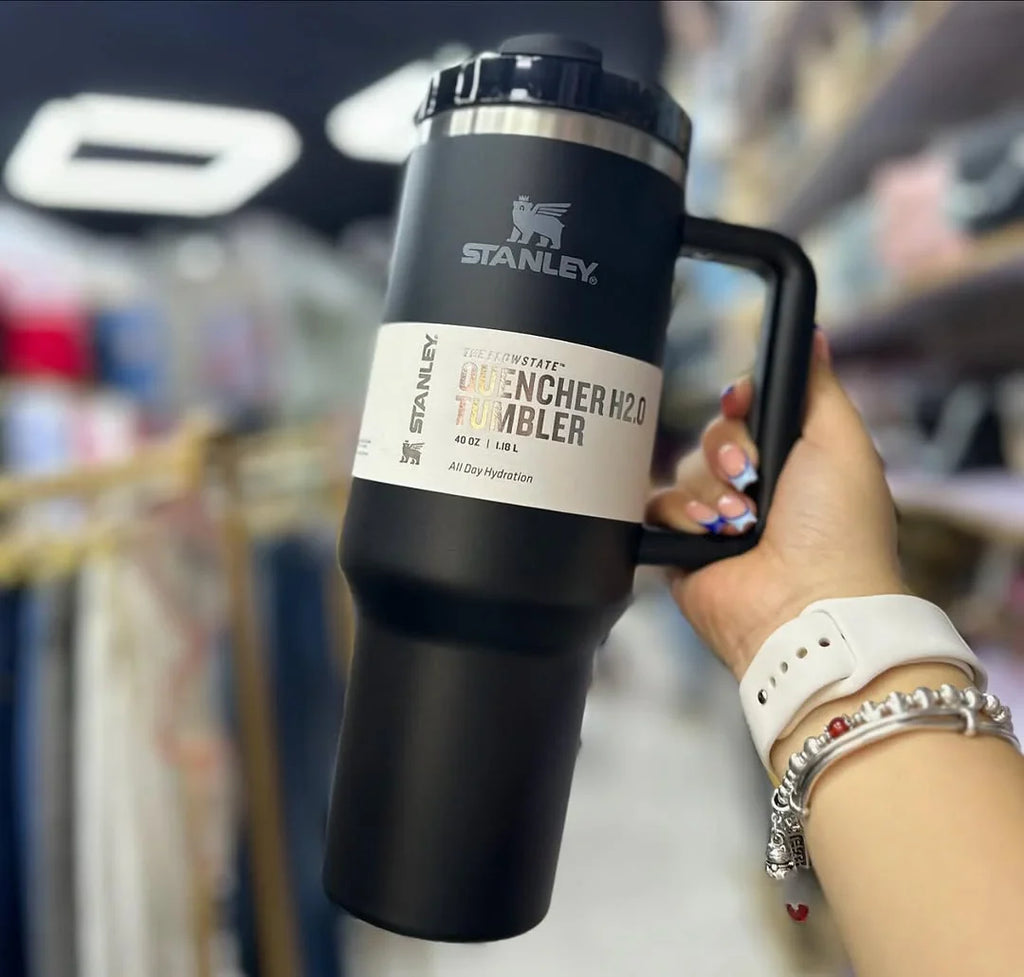 STANLEY®
STANLEY®
THE FLOWSTATE™
QUENCHER H2.0
TUMBLER
40 OZ | 1.18 L
All Day Hydration